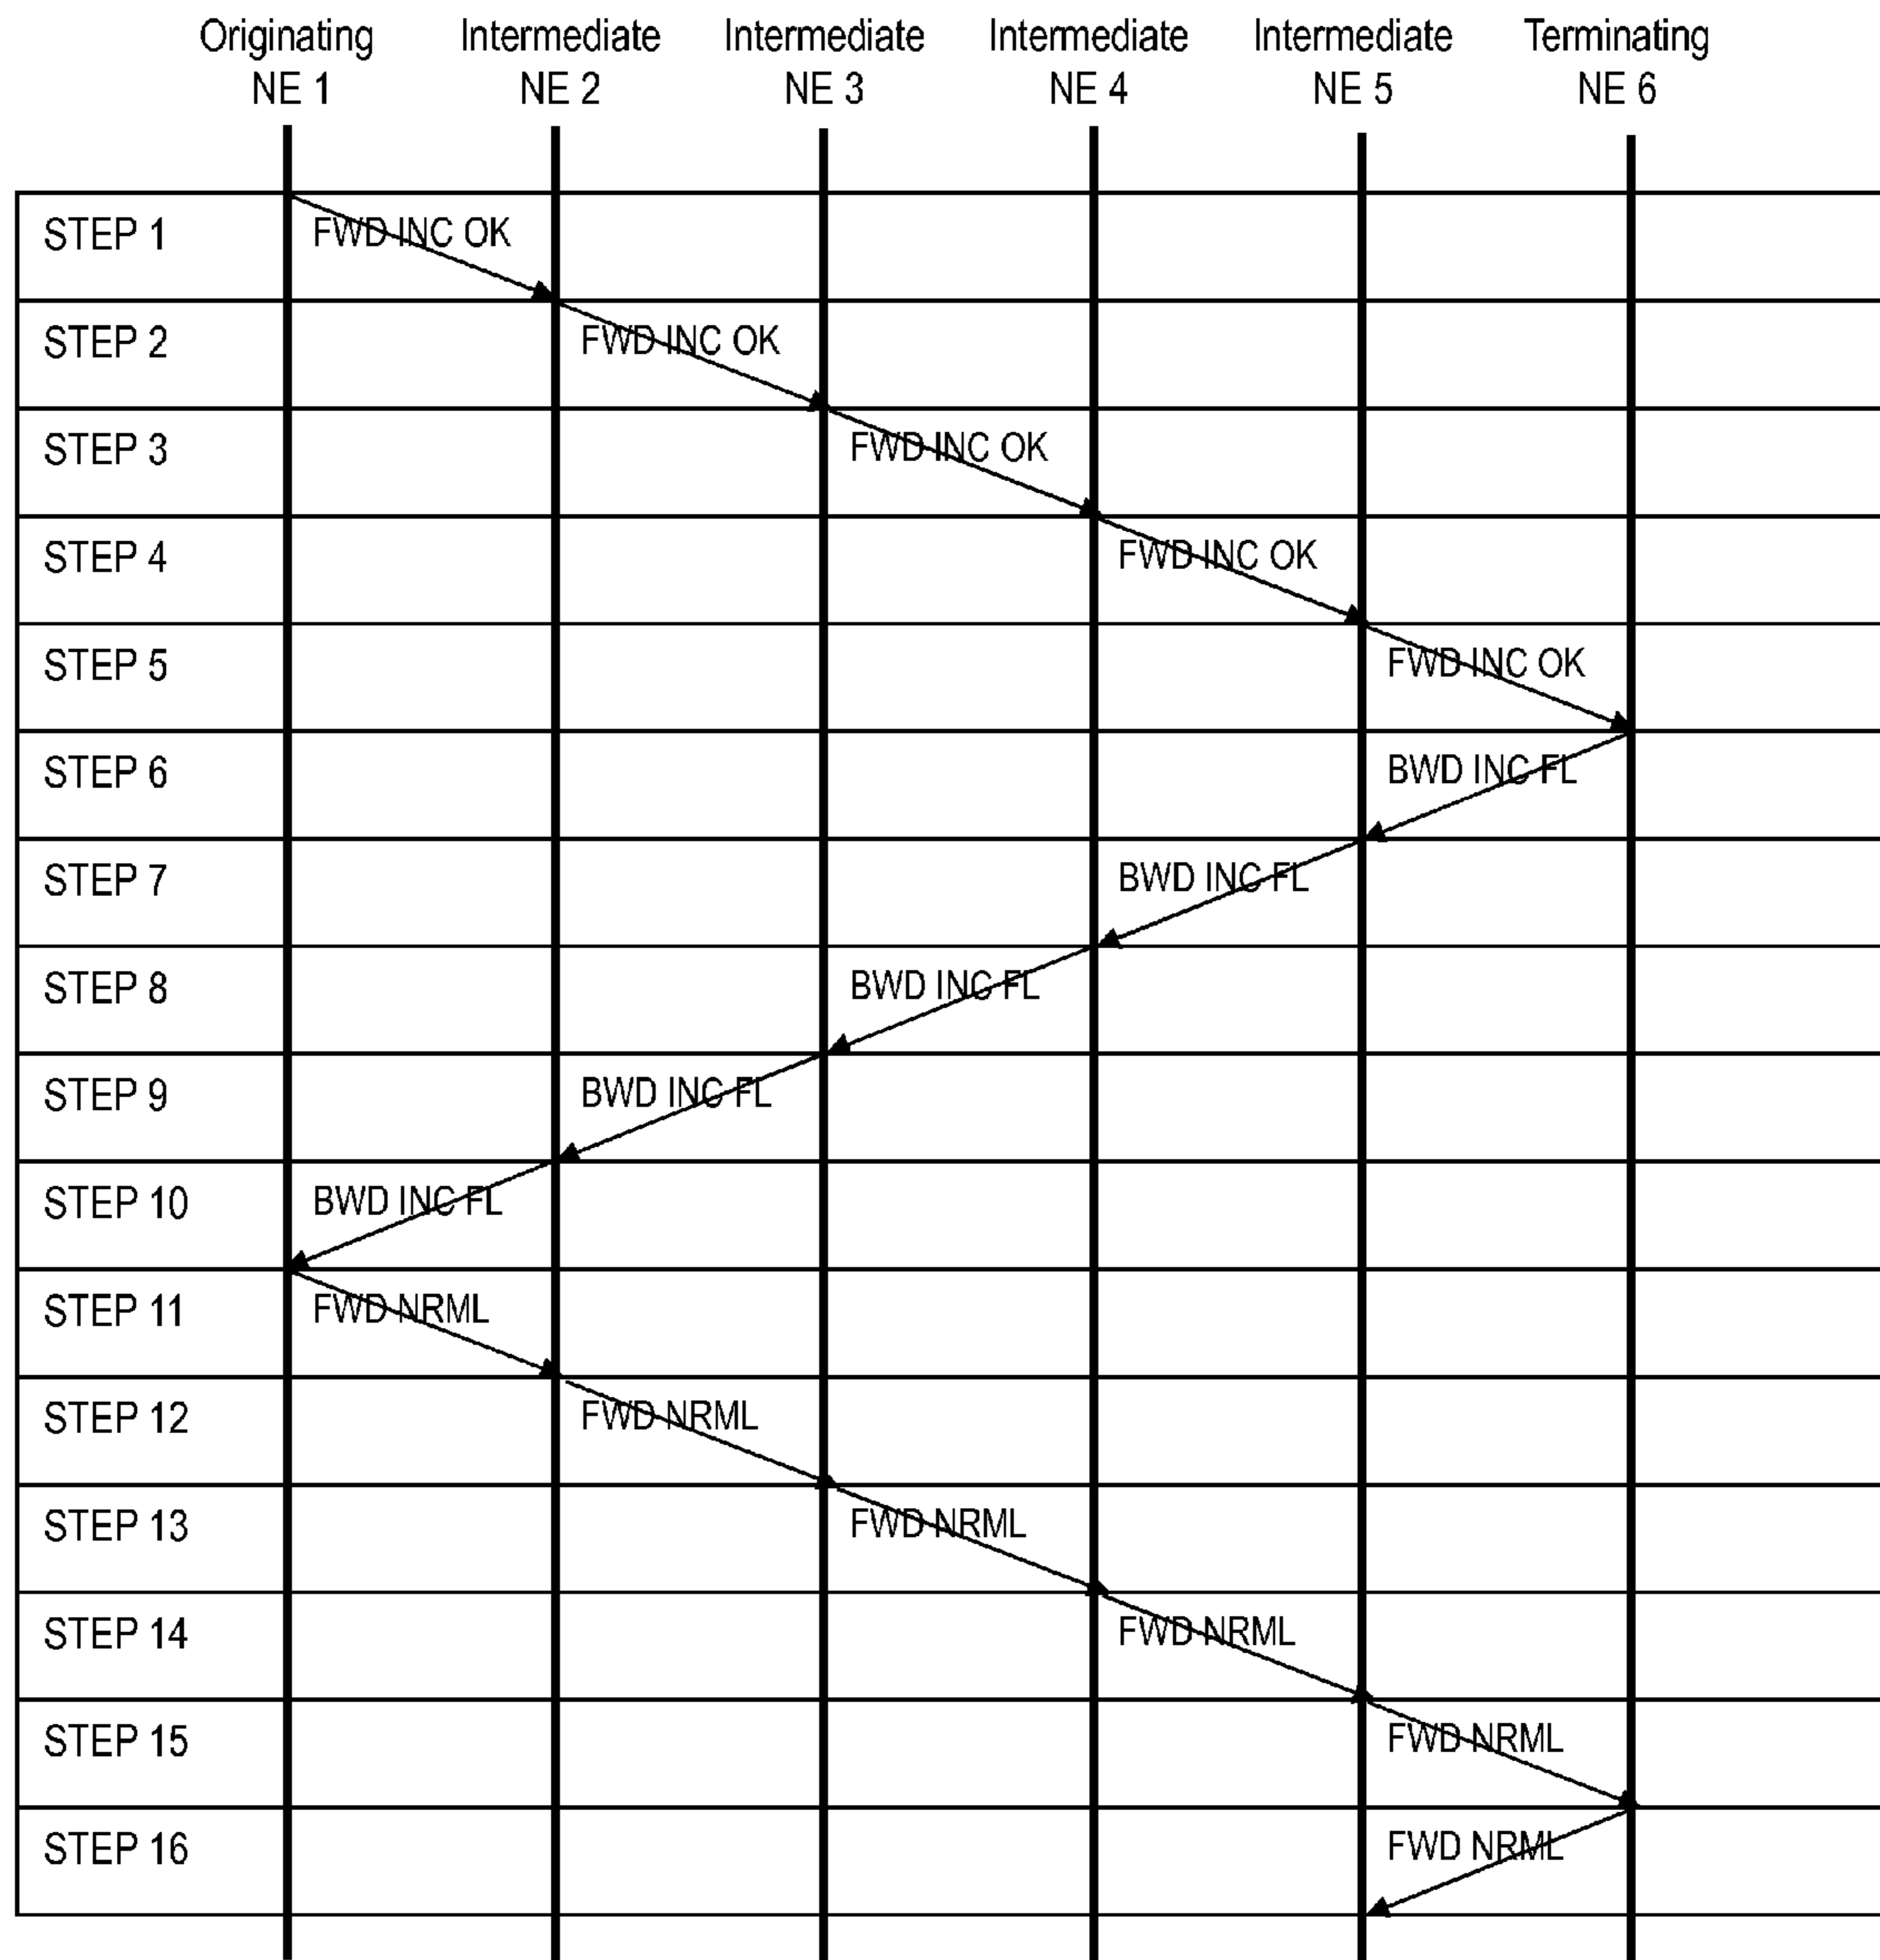 Originating
NE 1
Intermediate
NE 2
Intermediate
NE 3
Intermediate
NE 4
Intermediate
NE 5
Terminating
NE 6
STEP 1
FWD INC OK
STEP 2
FWD INC OK
STEP 3
FWD INC OK
STEP 4
FWD INC OK
STEP 5
FWD INC OK
STEP 6
BWD INC FL
STEP 7
BWD INC FL
STEP 8
BWD INC FL
STEP 9
BWD INC FL
STEP 10
BWD INC FL
STEP 11
FWD NRML
STEP 12
FWD NRML
STEP 13
FWD NRML
STEP 14
FWD NRML
STEP 15
FWD NRML
STEP 16
FWD NRML